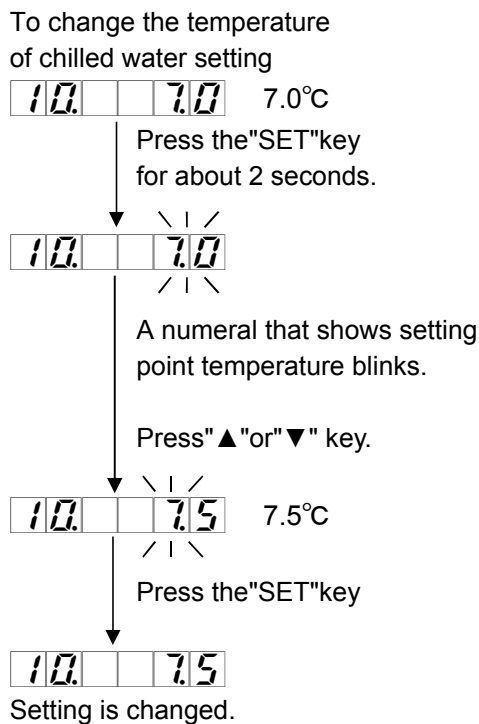 To change the temperature
of chilled water setting
10. 7.0 7.0℃
Press the"SET"key
for about 2 seconds.
10. 7.0
A numeral that shows setting
point temperature blinks.
Press"▲"or"▼" key.
10. 7.5 7.5℃
Press the"SET"key
10. 7.5
Setting is changed.